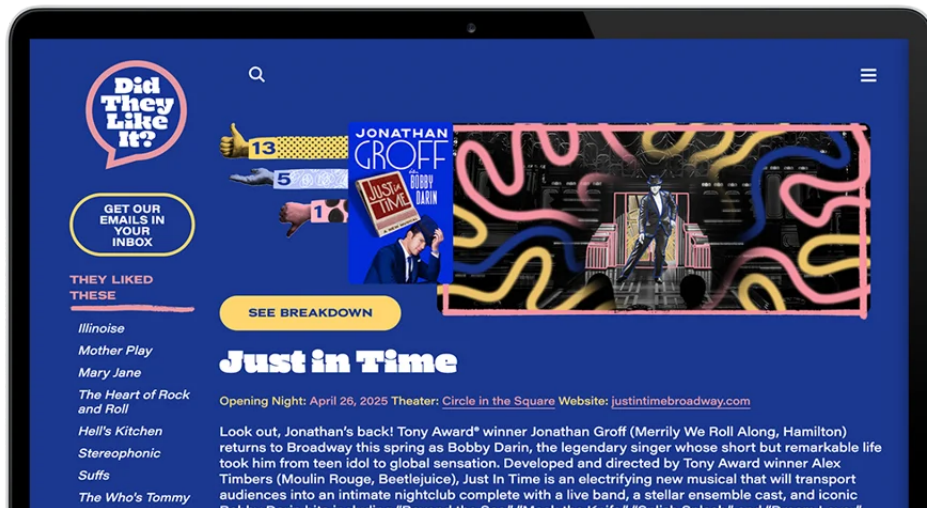 Did
They
Like
It?
GET OUR
EMAILS IN
YOUR
INBOX
THEY LIKED
THESE
Illinoise
Mother Play
Mary Jane
The Heart of Rock
and Roll
Hell's Kitchen
Stereophonic
Suffs
The Who's Tommy
13
5
1
JONATHAN
GROFF
in
JUST in
TIME
A NEW MUSICAL
BOBBY
DARIN
SEE BREAKDOWN
Just in Time
Opening Night: April 26, 2025 Theater: Circle in the Square Website: justintimebroadway.com
Look out, Jonathan's back! Tony Award® winner Jonathan Groff (Merrily We Roll Along, Hamilton)
returns to Broadway this spring as Bobby Darin, the legendary singer whose short but remarkable life
took him from teen idol to global sensation. Developed and directed by Tony Award winner Alex
Timbers (Moulin Rouge, Beetlejuice), Just In Time is an electrifying new musical that will transport
audiences into an intimate nightclub complete with a live band, a stellar ensemble cast, and iconic